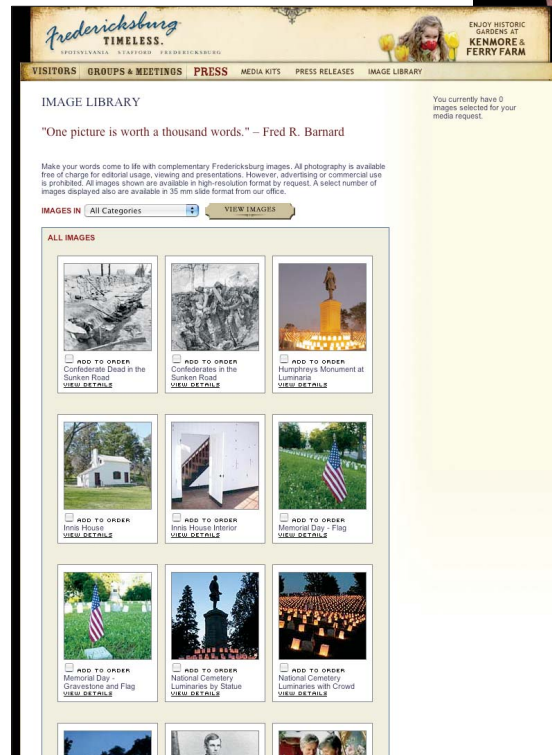 Fredericksburg
TIMELESS.
SPOTSYLVANIA STAFFORD FREDERICKSBURG
ENJOY HISTORIC
GARDENS AT
KENMORE &
FERRY FARM
VISITORS GROUPS & MEETINGS PRESS MEDIA KITS PRESS RELEASES IMAGE LIBRARY
IMAGE LIBRARY
You currently have 0
images selected for your
media request.
"One picture is worth a thousand words." – Fred R. Barnard
Make your words come to life with complementary Fredericksburg images. All photography is available
free of charge for editorial usage, viewing and presentations. However, advertising or commercial use
is prohibited. All images shown are available in high-resolution format by request. A select number of
images displayed also are available in 35 mm slide format from our office.
IMAGES IN All Categories VIEW IMAGES
ALL IMAGES
ADD TO ORDER
Confederate Dead in the
Sunken Road
VIEW DETAILS
ADD TO ORDER
Confederates in the
Sunken Road
VIEW DETAILS
ADD TO ORDER
Humphreys Monument at
Luminaria
VIEW DETAILS
ADD TO ORDER
Innis House
VIEW DETAILS
ADD TO ORDER
Innis House Interior
VIEW DETAILS
ADD TO ORDER
Memorial Day - Flag
VIEW DETAILS
ADD TO ORDER
Memorial Day -
Gravestone and Flag
VIEW DETAILS
ADD TO ORDER
National Cemetery
Luminaries by Statue
VIEW DETAILS
ADD TO ORDER
National Cemetery
Luminaries with Crowd
VIEW DETAILS